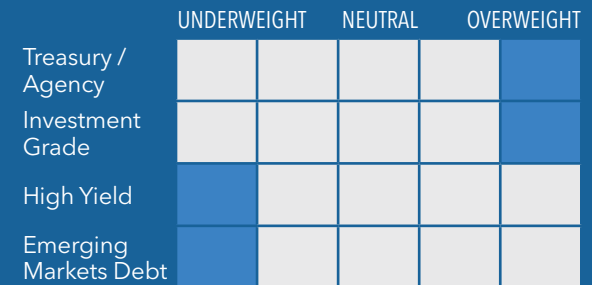 UNDERWEIGHT NEUTRAL OVERWEIGHT
Treasury /
Agency
Investment
Grade
High Yield
Emerging
Markets Debt